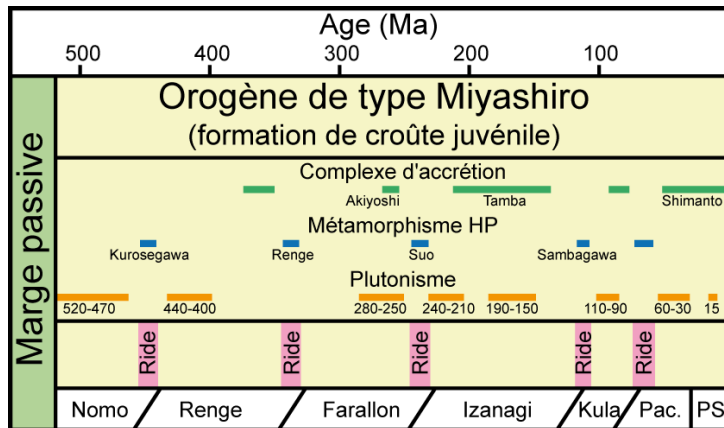 Age (Ma)
500 400 300 200 100
Marge passive
Orogène de type Miyashiro
(formation de croûte juvénile)
Complexe d'accrétion
Akiyoshi Tamba Shimanto
Métamorphisme HP
Kurosegawa Renge Suo Sambagawa
Plutonisme
520-470 440-400 280-250 240-210 190-150 110-90 60-30 15
Ride Ride Ride Ride Ride
Nomo Renge Farallon Izanagi Kula Pac. PS